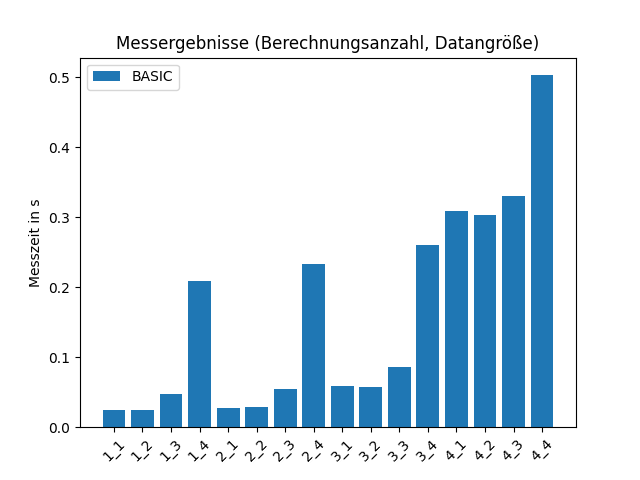 Messergebnisse (Berechnungsanzahl, Datangröße)
BASIC
Messzeit in s
0.5
0.4
0.3
0.2
0.1
0.0
1_1 1_2 1_3 1_4 2_1 2_2 2_3 2_4 3_1 3_2 3_3 3_4 4_1 4_2 4_3 4_4